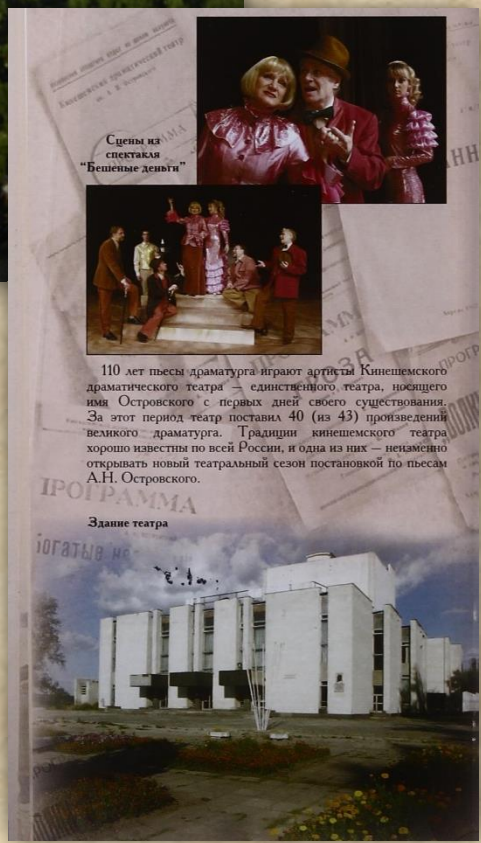 Кинешемский драматический театр
ПРОГРАММА
Сцены из
спектакля
"Бешеные деньги"
110 лет пьесы драматурга играют артисты Кинешемского
драматического театра — единственного театра, носящего
имя Островского с первых дней своего существования.
За этот период театр поставил 40 (из 43) произведений
великого драматурга. Традиции кинешемского театра
хорошо известны по всей России, и одна из них — неизменно
открывать новый театральный сезон постановкой по пьесам
А.Н. Островского.
ПРОГРАММА
Здание театра